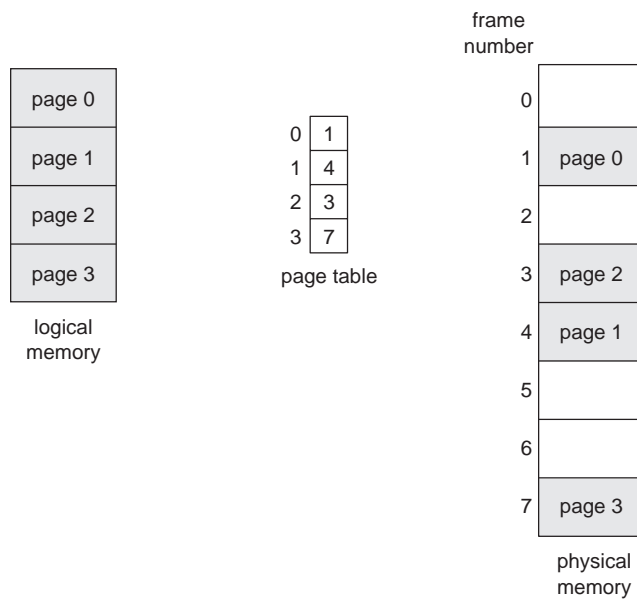 page 0
page 1
page 2
page 3
logical
memory
0 1
1 4
2 3
3 7
page table
frame
number
0
1 page 0
2
3 page 2
4 page 1
5
6
7 page 3
physical
memory